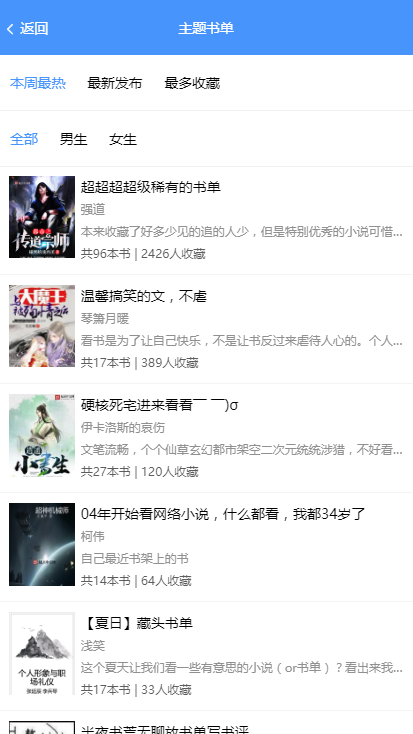 返回
主题书单
本周最热 最新发布 最多收藏
全部 男生 女生
超超超超级稀有的书单
强道
本来收藏了好多少见的追的人少，但是特别优秀的小说可惜...
共96本书 | 2426人收藏
传道宗师
大魔王
温馨搞笑的文，不虐
琴箫月暖
看书是为了让自己快乐，不是让书反过来虐待人心的。个人...
共17本书 | 389人收藏
硬核死宅进来看看￣ ￣)σ
伊卡洛斯的哀伤
文笔流畅，个个仙草玄幻都市架空二次元统统涉猎，不好看...
共27本书 | 120人收藏
小书生
超神机械师
04年开始看网络小说，什么都看，我都34岁了
柯伟
自己最近书架上的书
共14本书 | 64人收藏
【夏日】藏头书单
浅笑
这个夏天让我们看一些有意思的小说（or书单）？看出来我...
共17本书 | 33人收藏
个人形象与职
场礼仪
半夜书荒无聊放书单写书评